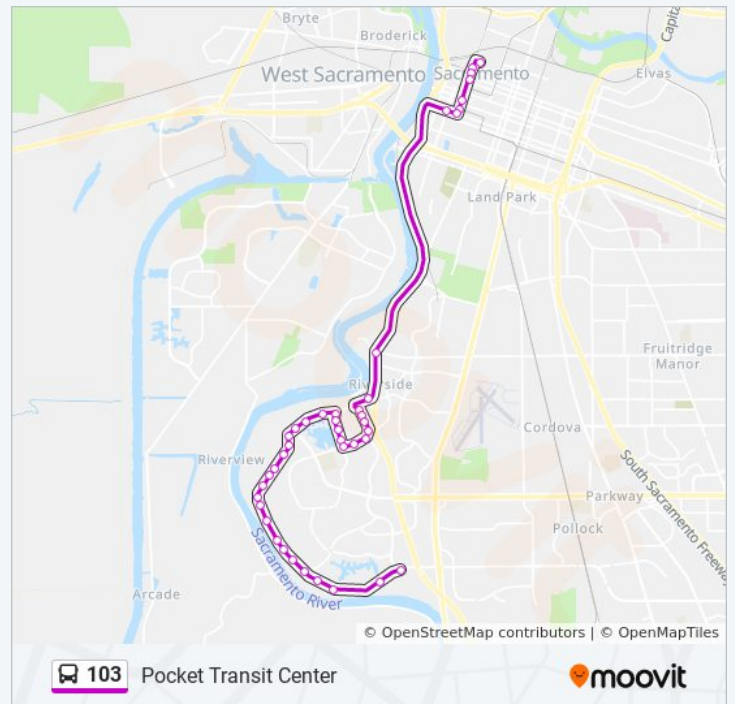 Bryte
Capita
Broderick
West Sacramento
Sacramento
Elvas
Land Park
Fruitridge
Manor
Riverside
Cordova
Riverview
South Sacramento Freeway
Parkway
Pollock
Sacramento River
Arcade
© OpenStreetMap contributors | © OpenMapTiles
103 Pocket Transit Center
moovit